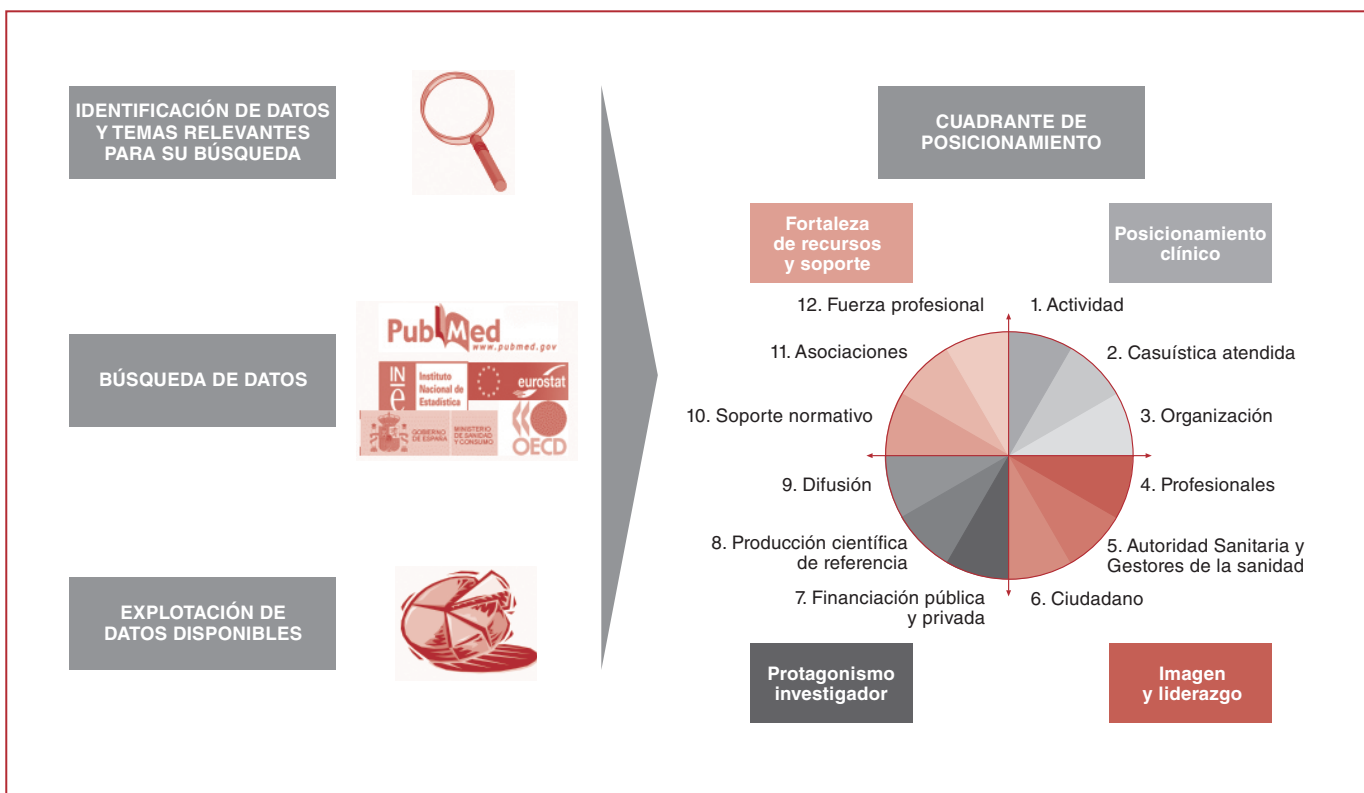 IDENTIFICACIÓN DE DATOS
Y TEMAS RELEVANTES
PARA SU BÚSQUEDA
BÚSQUEDA DE DATOS
PubMed
www.pubmed.gov
INe
Instituto
Nacional de
Estadística
eurostat
GOBIERNO
DE ESPAÑA
MINISTERIO
DE SANIDAD
Y CONSUMO
OECD
EXPLOTACIÓN DE
DATOS DISPONIBLES
CUADRANTE DE
POSICIONAMIENTO
Fortaleza
de recursos
y soporte
Posicionamiento
clínico
12. Fuerza profesional
1. Actividad
11. Asociaciones
2. Casuística atendida
10. Soporte normativo
3. Organización
9. Difusión
4. Profesionales
8. Producción científica
de referencia
5. Autoridad Sanitaria y
Gestores de la sanidad
7. Financiación pública
y privada
6. Ciudadano
Protagonismo
investigador
Imagen
y liderazgo